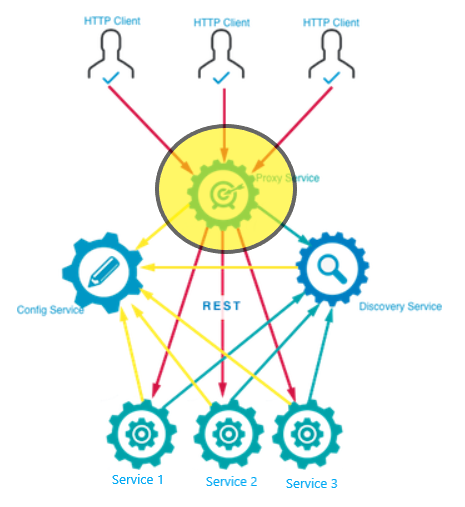 HTTP Client
HTTP Client
HTTP Client
Proxy Service
Config Service
REST
Discovery Service
Service 1
Service 2
Service 3